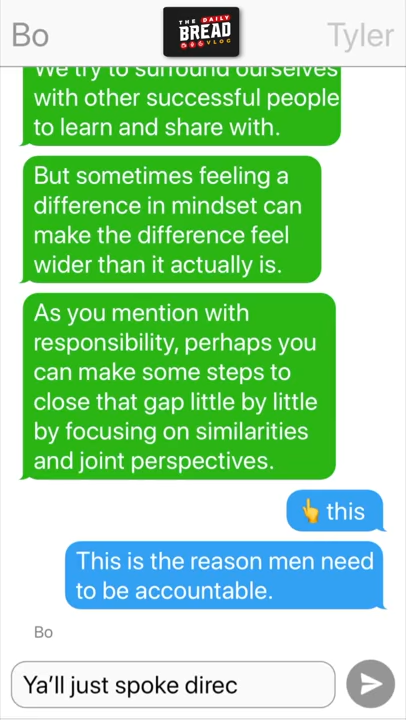 Bo
THE DAILY
BREAD
VLOG
Tyler
We try to surround ourselves
with other successful people
to learn and share with.
But sometimes feeling a
difference in mindset can
make the difference feel
wider than it actually is.
As you mention with
responsibility, perhaps you
can make some steps to
close that gap little by little
by focusing on similarities
and joint perspectives.
👆 this
This is the reason men need
to be accountable.
Bo
Ya’ll just spoke direc